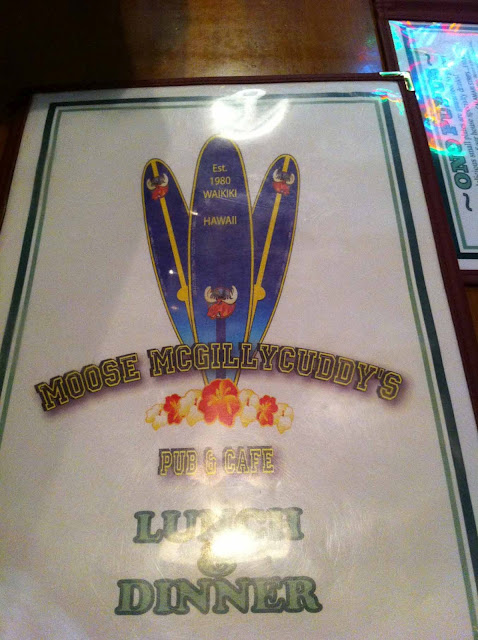 Est.
1980
WAIKIKI
HAWAII
MOOSE MCGILLYCUDDY'S
PUB & CAFE
LUNCH
&
DINNER